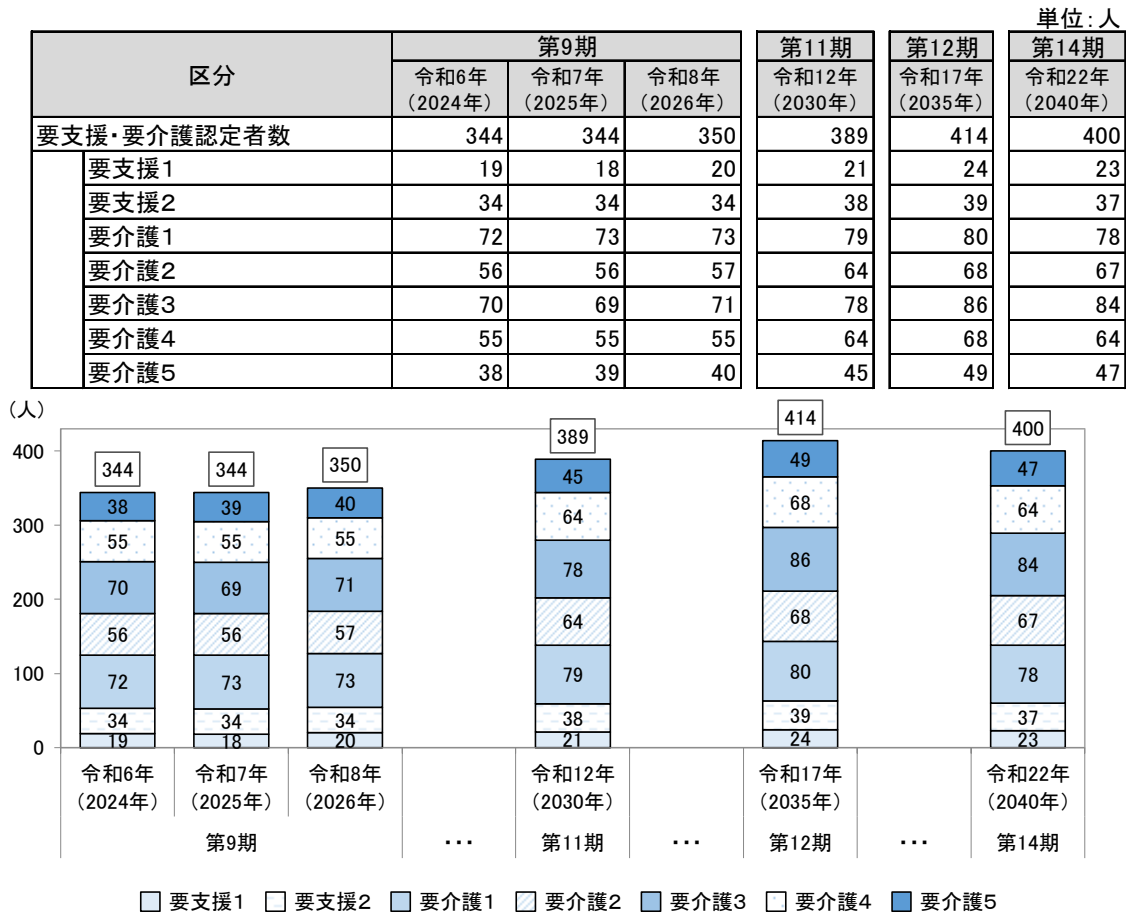 単位:人
区分 第9期 第11期 第12期 第14期
令和6年 令和7年 令和8年 令和12年 令和17年 令和22年
(2024年) (2025年) (2026年) (2030年) (2035年) (2040年)
要支援・要介護認定者数 344 344 350 389 414 400
要支援1 19 18 20 21 24 23
要支援2 34 34 34 38 39 37
要介護1 72 73 73 79 80 78
要介護2 56 56 57 64 68 67
要介護3 70 69 71 78 86 84
要介護4 55 55 55 64 68 64
要介護5 38 39 40 45 49 47
(人)
344 344 350 389 414 400
38 39 40 45 49 47
55 55 55 64 68 64
70 69 71 78 86 84
56 56 57 64 68 67
72 73 73 79 80 78
34 34 34 38 39 37
19 18 20 21 24 23
400
300
200
100
0
令和6年 令和7年 令和8年 令和12年 令和17年 令和22年
(2024年) (2025年) (2026年) (2030年) (2035年) (2040年)
第9期 ・・・ 第11期 ・・・ 第12期 ・・・ 第14期
要支援1 要支援2 要介護1 要介護2 要介護3 要介護4 要介護5